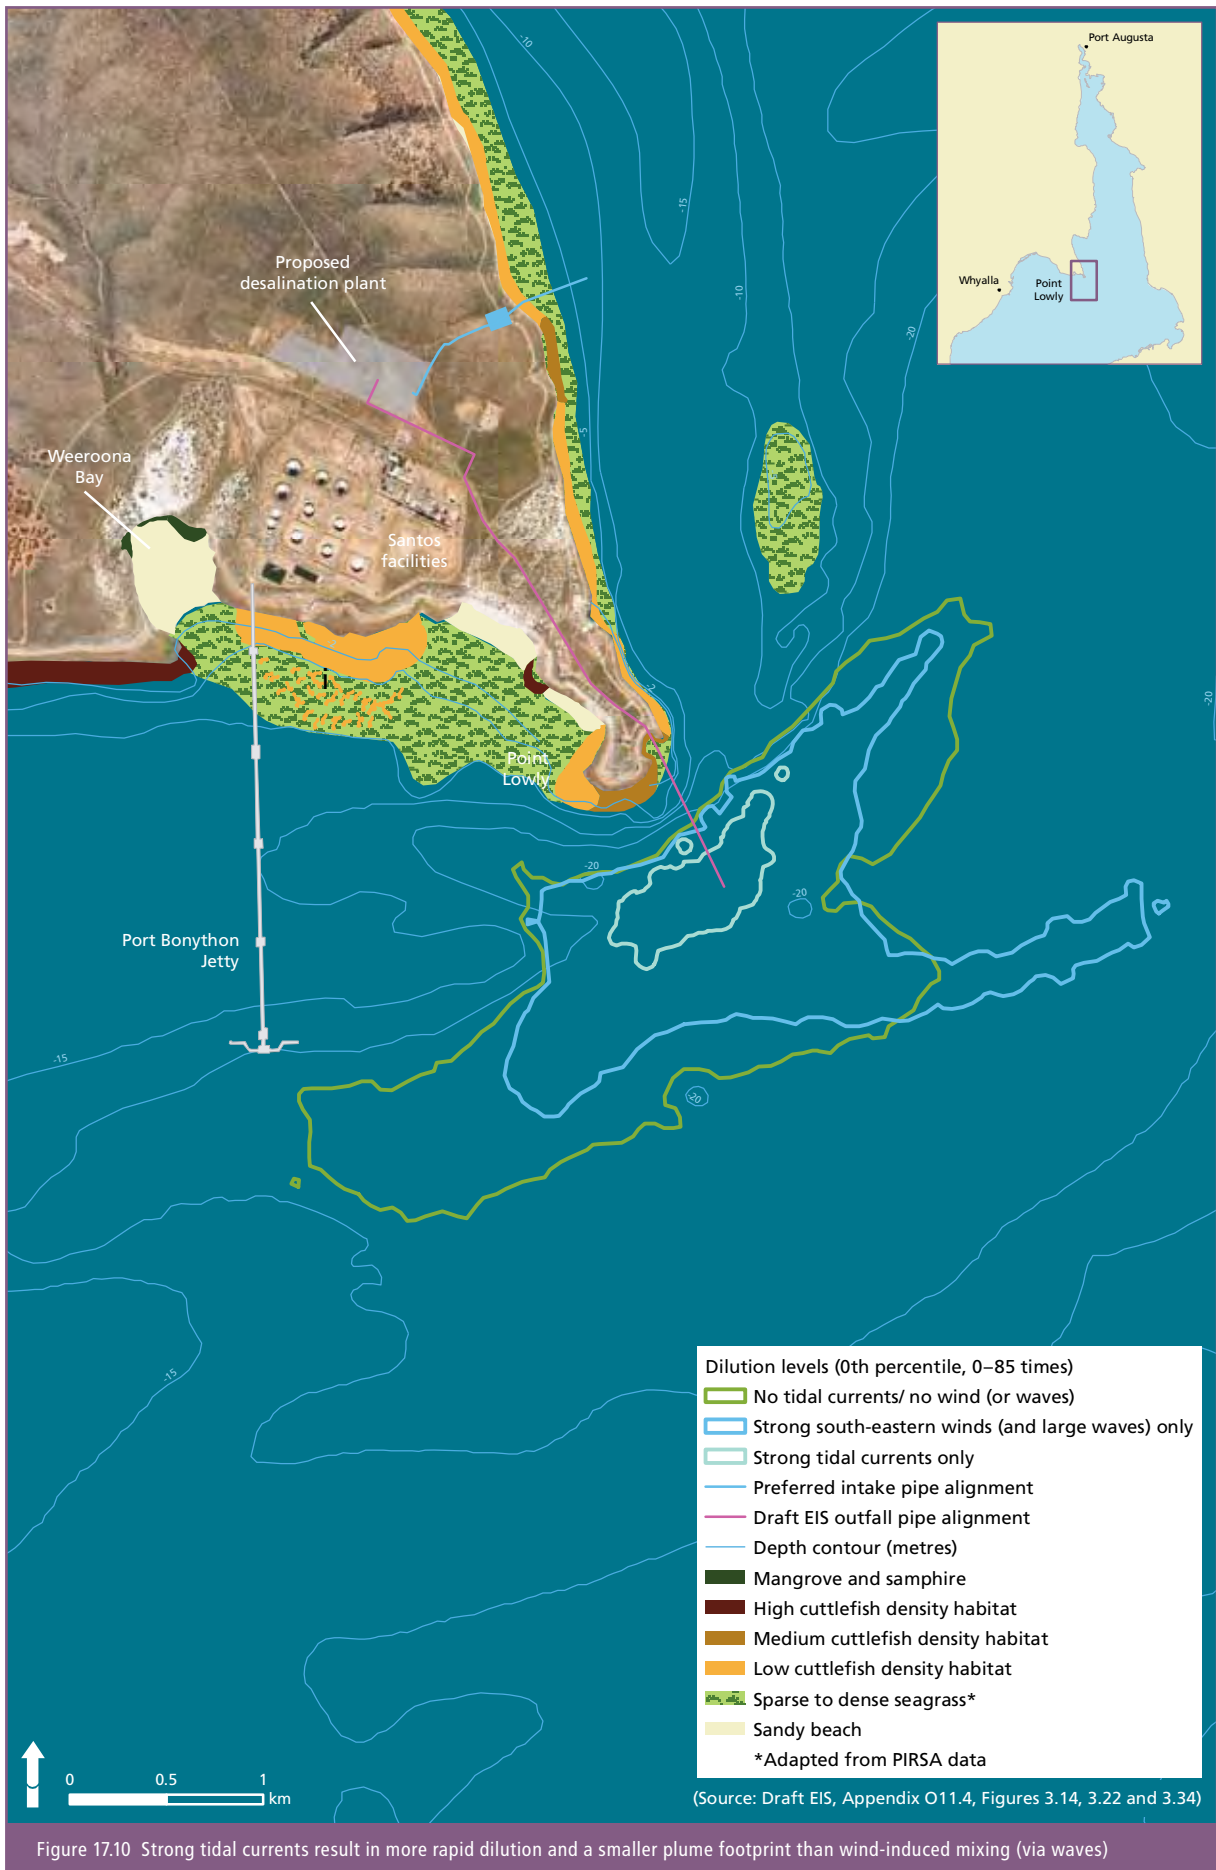 Port Augusta
Whyalla
Point
Lowly
-10
-15
-10
-20
-5
Proposed
desalination plant
Weeroona
Bay
Santos
facilities
-2
-2
-20
Point
Lowly
-20
-20
Port Bonython
Jetty
-15
-20
-15
Dilution levels (0th percentile, 0–85 times)
No tidal currents/ no wind (or waves)
Strong south-eastern winds (and large waves) only
Strong tidal currents only
Preferred intake pipe alignment
Draft EIS outfall pipe alignment
Depth contour (metres)
Mangrove and samphire
High cuttlefish density habitat
Medium cuttlefish density habitat
Low cuttlefish density habitat
Sparse to dense seagrass*
Sandy beach
*Adapted from PIRSA data
0 0.5 1
km
(Source: Draft EIS, Appendix O11.4, Figures 3.14, 3.22 and 3.34)
Figure 17.10 Strong tidal currents result in more rapid dilution and a smaller plume footprint than wind-induced mixing (via waves)